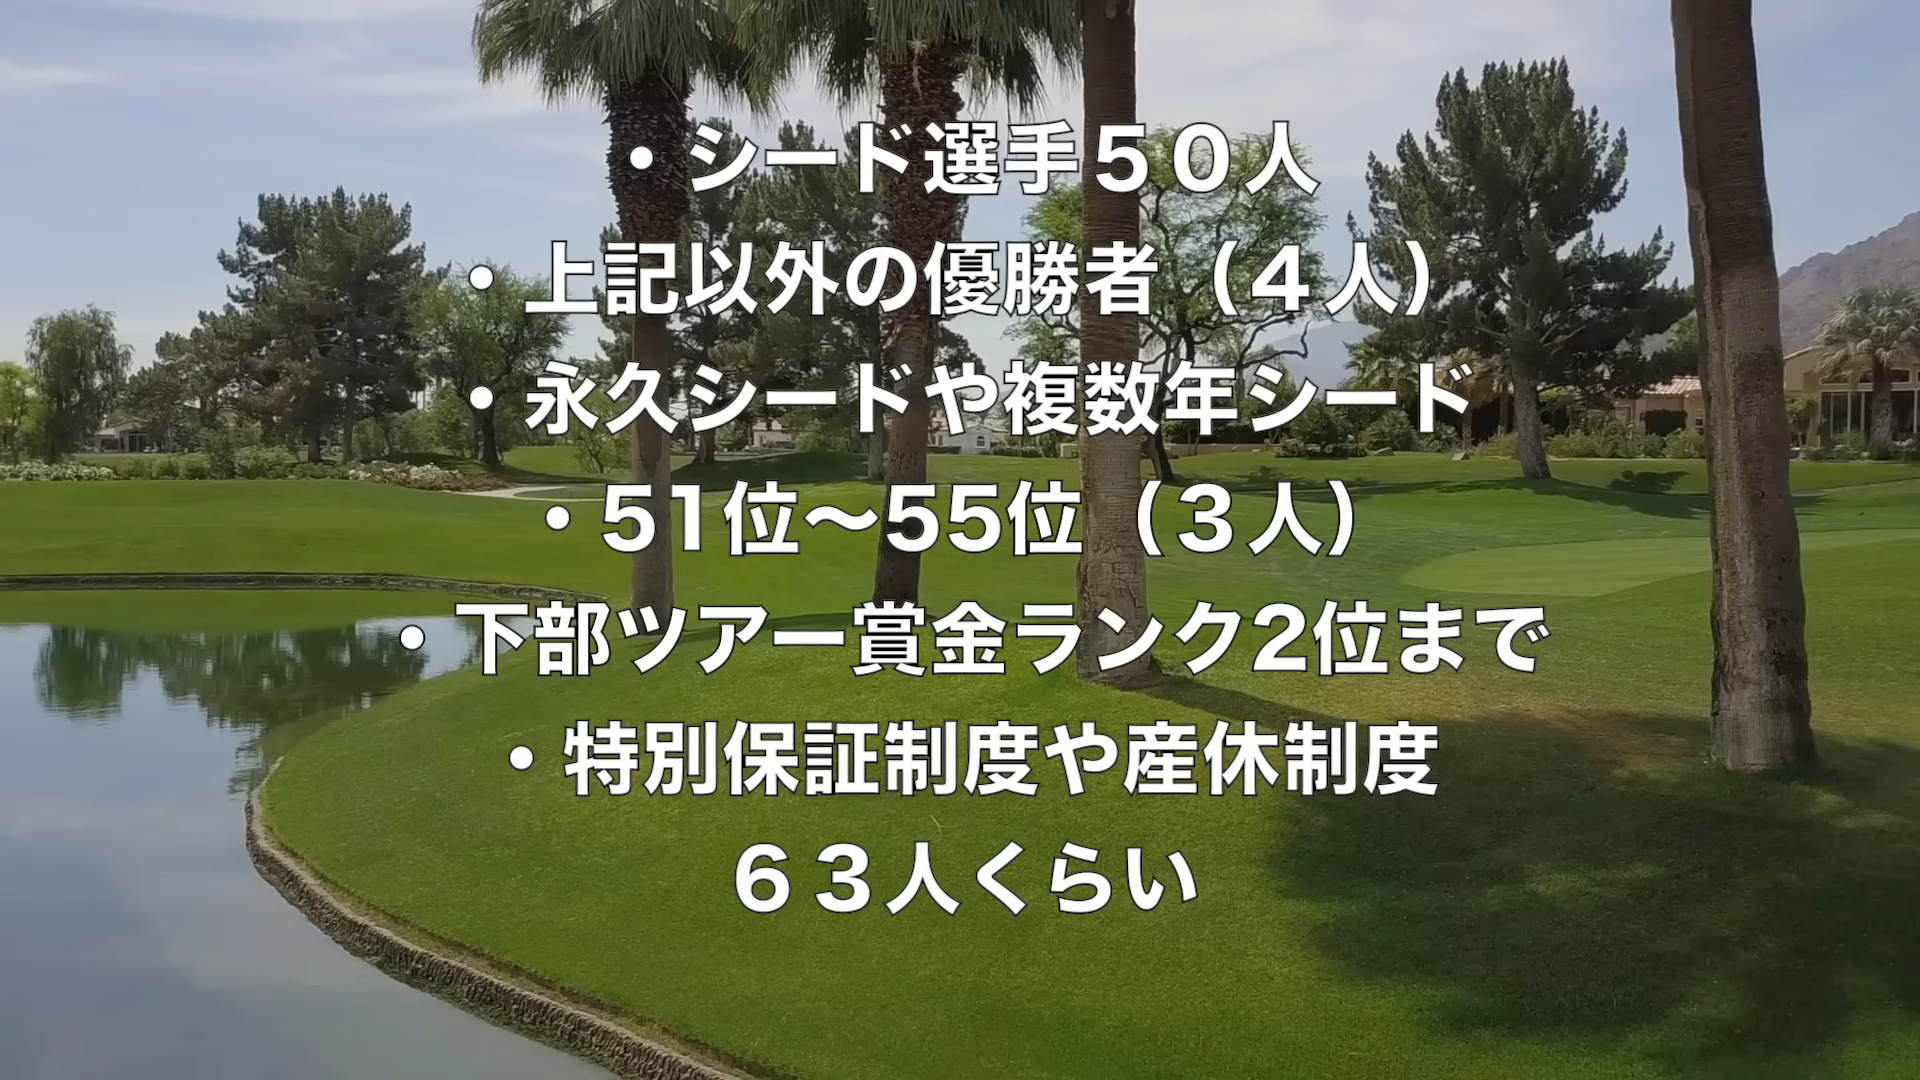 ・シード選手５０人
・上記以外の優勝者（４人）
・永久シードや複数年シード
・51位〜55位（３人）
・下部ツアー賞金ランク2位まで
・特別保証制度や産休制度
６３人くらい